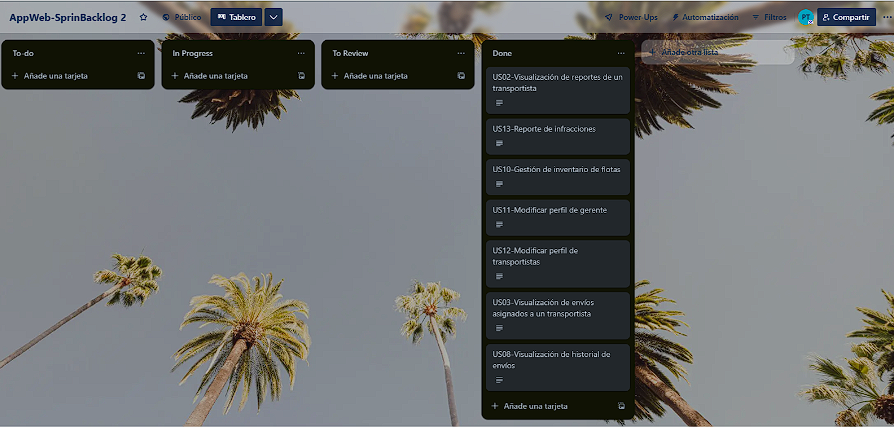 AppWeb-SprinBacklog 2
Público
Tablero
Power-Ups
Automatización
Filtros
PT
Compartir
To-do
Añade una tarjeta
In Progress
Añade una tarjeta
To Review
Añade una tarjeta
Done
US02-Visualización de reportes de un
transportista
US13-Reporte de infracciones
US10-Gestión de inventario de flotas
US11-Modificar perfil de gerente
US12-Modificar perfil de
transportistas
US03-Visualización de envíos
asignados a un transportista
US08-Visualización de historial de
envíos
Añade una tarjeta
Añade otra lista